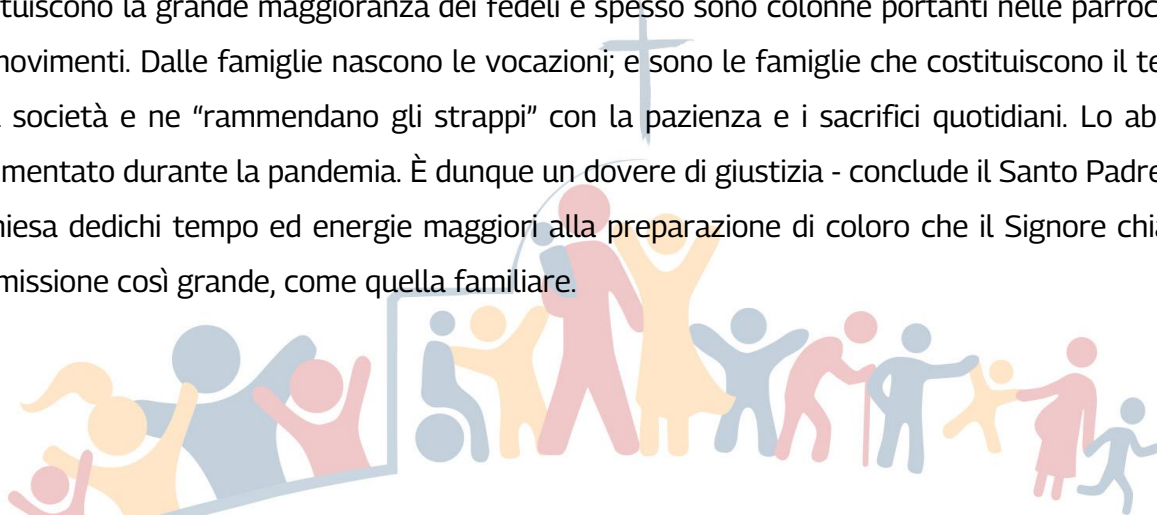 tuiscono la grande maggioranza dei fedeli e spesso sono colonne portanti nelle parroc
movimenti. Dalle famiglie nascono le vocazioni; e sono le famiglie che costituiscono il te
società e ne “rammendano gli strappi” con la pazienza e i sacrifici quotidiani. Lo ab
mentato durante la pandemia. È dunque un dovere di giustizia - conclude il Santo Padre
hiesa dedichi tempo ed energie maggiori alla preparazione di coloro che il Signore chia
missione così grande, come quella familiare.